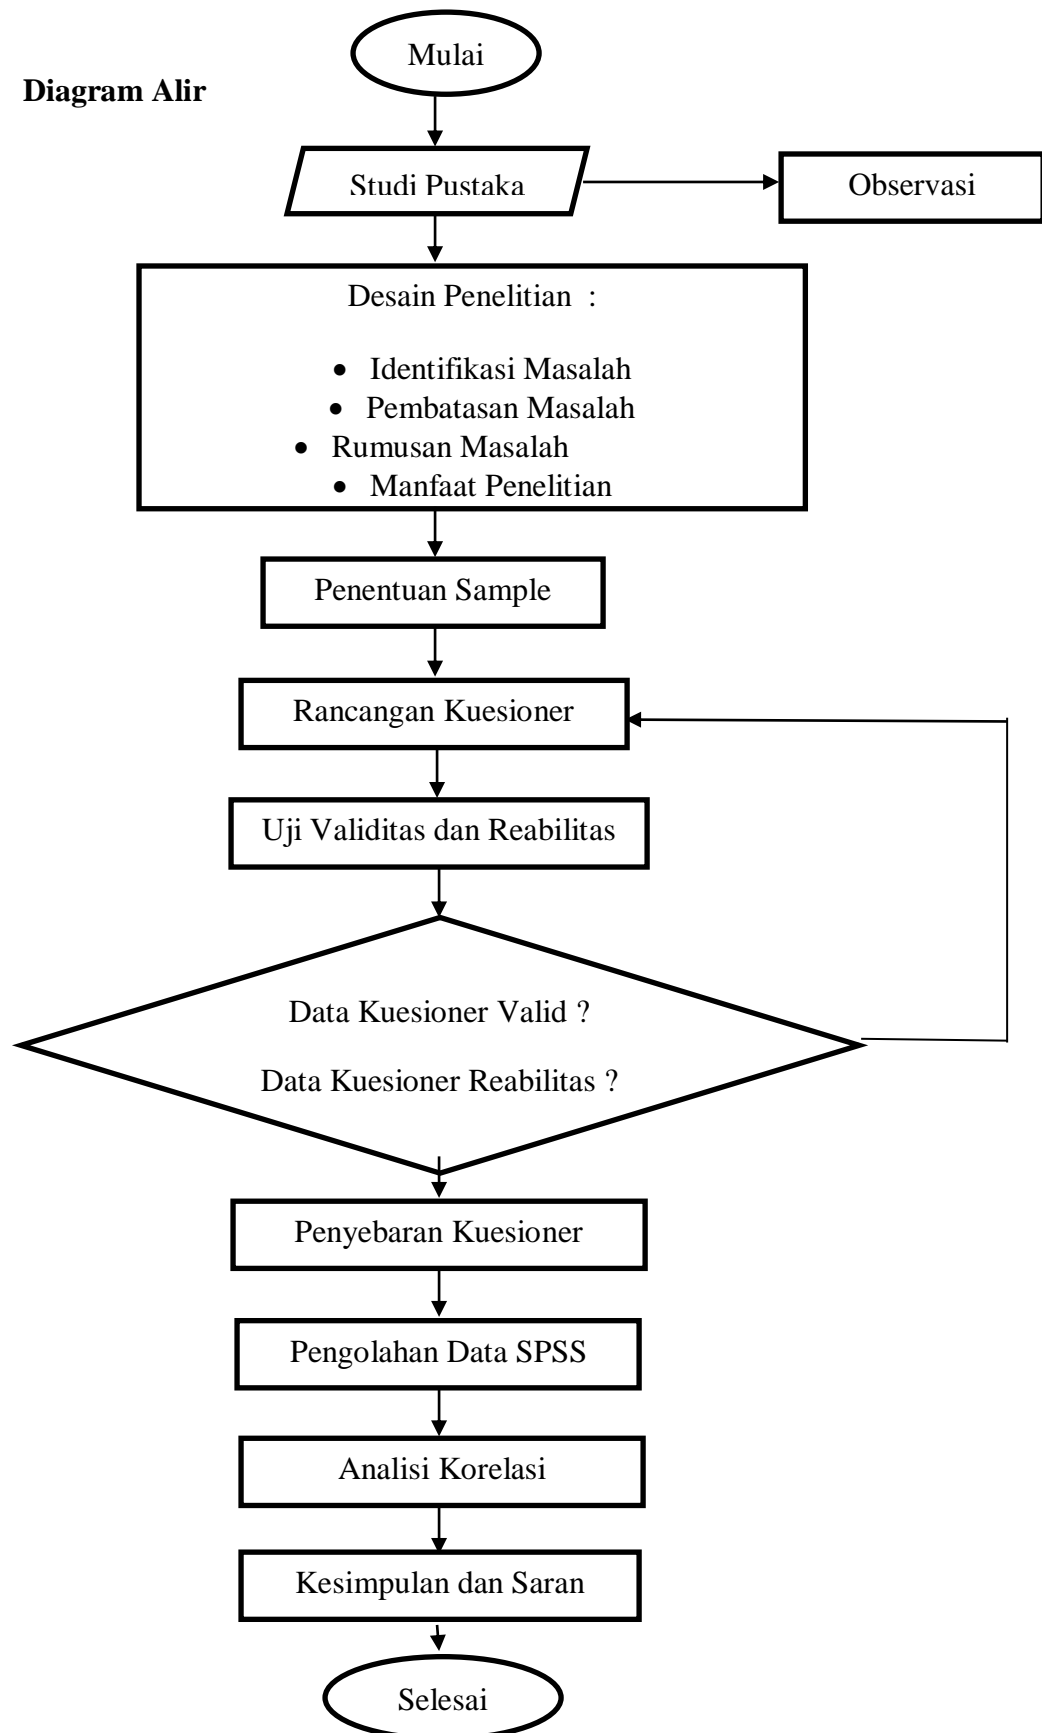 Mulai
Diagram Alir
Studi Pustaka
Observasi
Desain Penelitian :
• Identifikasi Masalah
• Pembatasan Masalah
• Rumusan Masalah
• Manfaat Penelitian
Penentuan Sample
Rancangan Kuesioner
Uji Validitas dan Reabilitas
Data Kuesioner Valid ?
Data Kuesioner Reabilitas ?
Penyebaran Kuesioner
Pengolahan Data SPSS
Analisi Korelasi
Kesimpulan dan Saran
Selesai